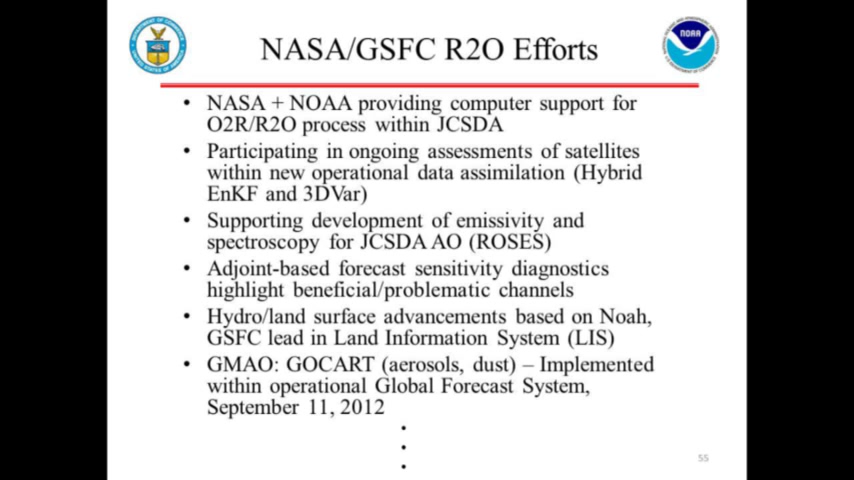 NASA/GSFC R2O Efforts
NOAA
• NASA + NOAA providing computer support for
O2R/R2O process within JCSDA
• Participating in ongoing assessments of satellites
within new operational data assimilation (Hybrid
EnKF and 3DVar)
• Supporting development of emissivity and
spectroscopy for JCSDA AO (ROSES)
• Adjoint-based forecast sensitivity diagnostics
highlight beneficial/problematic channels
• Hydro/land surface advancements based on Noah,
GSFC lead in Land Information System (LIS)
• GMAO: GOCART (aerosols, dust) – Implemented
within operational Global Forecast System,
September 11, 2012
•
•
•
55